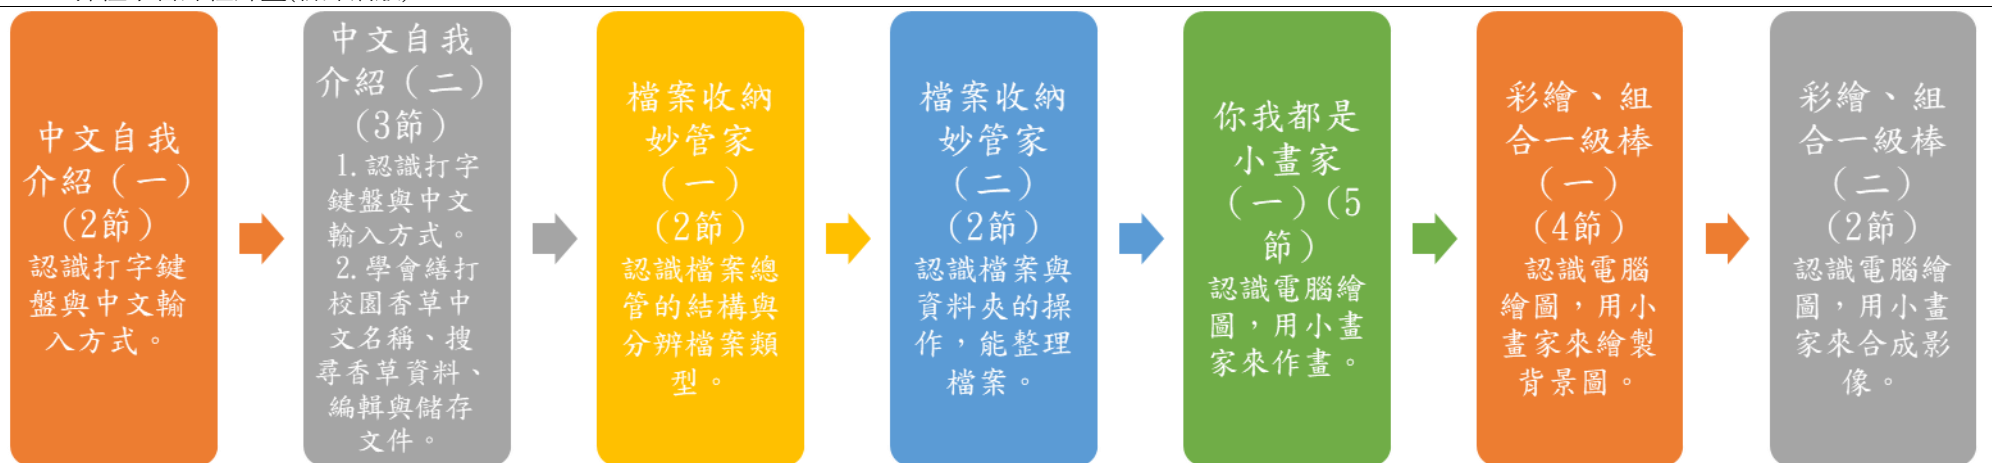 中文自我
介紹（一）
（2節）
認識打字鍵
盤與中文輸
入方式。
中文自我
介紹（二）
（3節）
1.認識打字
鍵盤與中文
輸入方式。
2.學會繕打
校園香草中
文名稱、搜
尋香草資料、
編輯與儲存
文件。
檔案收納
妙管家
（一）
（2節）
認識檔案總
管的結構與
分辨檔案類
型。
檔案收納
妙管家
（二）
（2節）
認識檔案與
資料夾的操
作，能整理
檔案。
你我都是
小畫家
（一）（5
節）
認識電腦繪
圖，用小畫
家來作畫。
彩繪、組
合一級棒
（一）
（4節）
認識電腦
繪圖，用小
畫家來繪製
背景圖。
彩繪、組
合一級棒
（二）
（2節）
認識電腦繪
圖，用小畫
家來合成影
像。